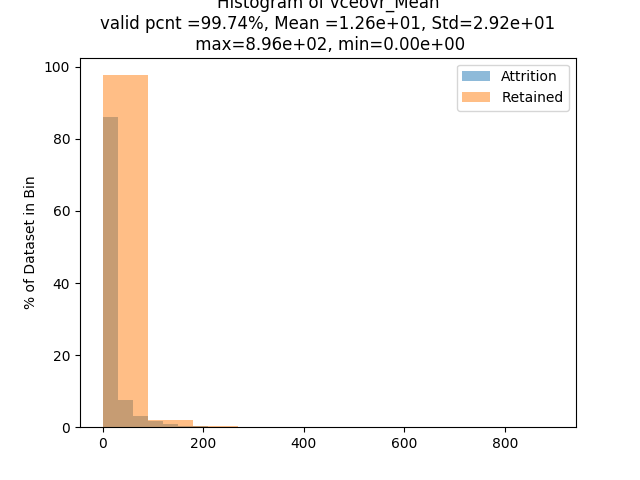 Histogram of vceovr_Mean
valid pcnt =99.74%, Mean =1.26e+01, Std=2.92e+01
max=8.96e+02, min=0.00e+00
Attrition
Retained
% of Dataset in Bin
100
80
60
40
20
0
0 200 400 600 800